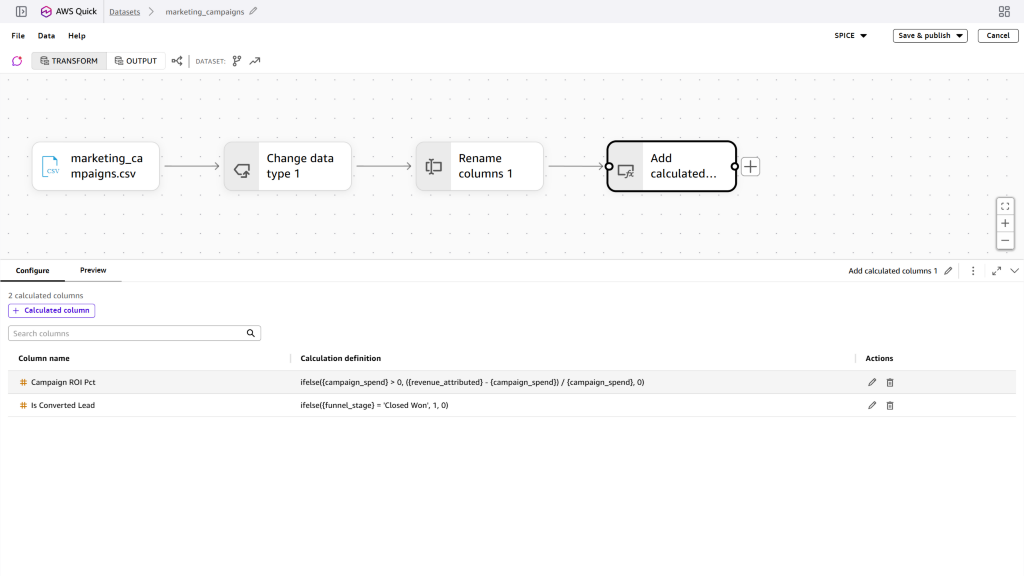 AWS Quick
Datasets
marketing_campaigns
File Data Help
SPICE
Save & publish
Cancel
TRANSFORM
OUTPUT
DATASET:
CSV
marketing_ca
mpaigns.csv
Change data
type 1
Rename
columns 1
Add
calculated...
Configure
Preview
Add calculated columns 1
2 calculated columns
+ Calculated column
Search columns
Column name Calculation definition Actions
# Campaign ROI Pct ifelse({campaign_spend} > 0, ({revenue_attributed} - {campaign_spend}) / {campaign_spend}, 0)
# Is Converted Lead ifelse({funnel_stage} = 'Closed Won', 1, 0)